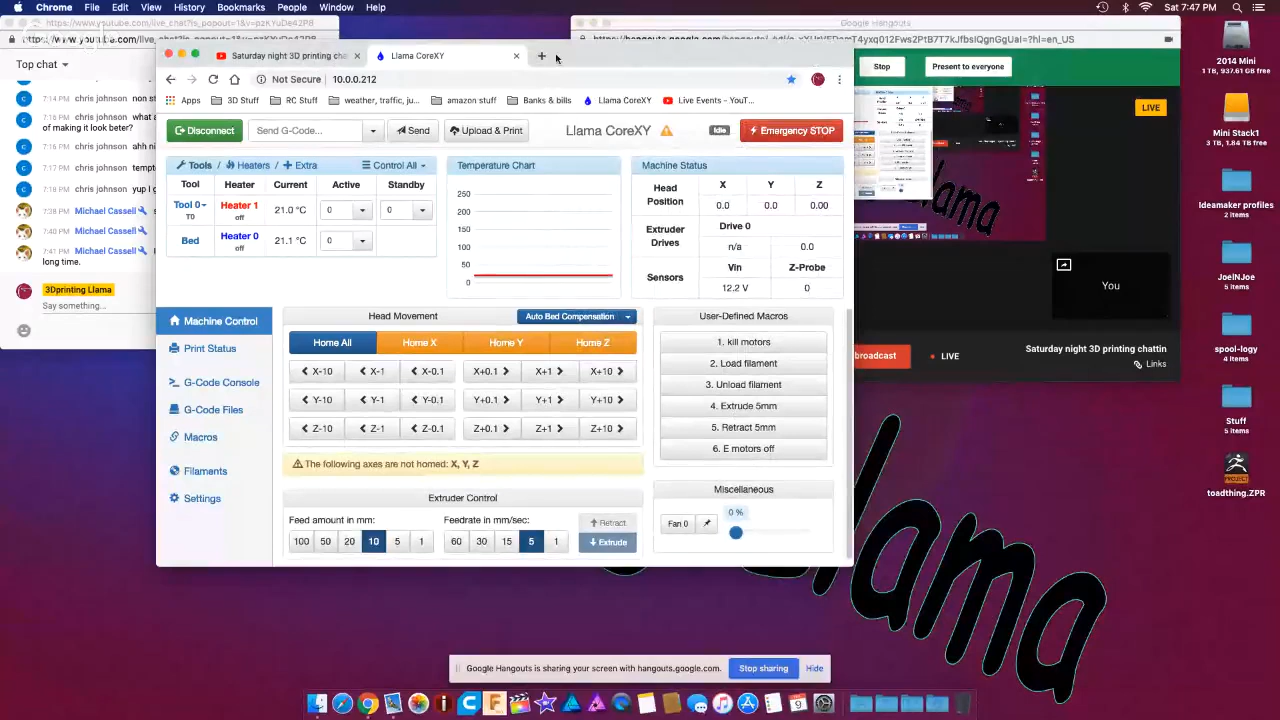 Chrome File Edit View History Bookmarks People Window Help
Sat 7:47 PM
https://www.youtube.com/live_chat?is_popout=1&v=pzKYuDe42P8
Top chat
7:14 PM chris johnson
7:16 PM chris johnson
of making it look beter?
7:16 PM chris johnson
7:17 PM chris johnson
7:18 PM chris johnson
7:38 PM Michael Cassell
7:40 PM Michael Cassell
7:41 PM Michael Cassell
long time.
3Dprinting Llama
Say something...
Saturday night 3D printing cha
Llama CoreXY
Not Secure 10.0.0.212
Apps 3D Stuff RC Stuff weather, traffic, ju... amazon stuff Banks & bills Llama CoreXY Live Events - YouT...
Disconnect Send G-Code... Send Upload & Print Llama CoreXY Idle Emergency STOP
Tools / Heaters / Extra Control All
Tool Heater Current Active Standby
Tool 0 Heater 1 21.0 °C 0 0
T0 off
Bed Heater 0 21.1 °C 0
off
Temperature Chart
250
200
150
100
50
0
Machine Status
Head Position X Y Z
0.0 0.0 0.00
Extruder Drives Drive 0
n/a 0.0
Sensors Vin Z-Probe
12.2 V 0
Machine Control
Print Status
G-Code Console
G-Code Files
Macros
Filaments
Settings
Head Movement Auto Bed Compensation
Home All Home X Home Y Home Z
X-10 X-1 X-0.1 X+0.1 X+1 X+10
Y-10 Y-1 Y-0.1 Y+0.1 Y+1 Y+10
Z-10 Z-1 Z-0.1 Z+0.1 Z+1 Z+10
The following axes are not homed: X, Y, Z
Extruder Control
Feed amount in mm: Feedrate in mm/sec:
100 50 20 10 5 1 60 30 15 5 1
Retract
Extrude
User-Defined Macros
1. kill motors
2. Load filament
3. Unload filament
4. Extrude 5mm
5. Retract 5mm
6. E motors off
Miscellaneous
Fan 0 0 %
Google Hangouts
Stop Present to everyone
LIVE
You
broadcast LIVE
Saturday night 3D printing chattin
Links
2014 Mini
1 TB, 937.61 GB free
Mini Stack1
3 TB, 1.84 TB free
Ideamaker profiles
2 items
JoelNJoe
5 items
spool-logy
4 items
Stuff
5 items
PROJECT
toadthing.ZPR
llama
Google Hangouts is sharing your screen with hangouts.google.com. Stop sharing Hide